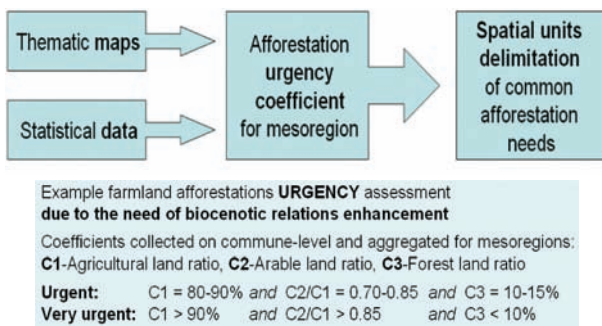 Thematic maps
Statistical data
Afforestation
urgency
coefficient
for mesoregion
Spatial units
delimitation
of common
afforestation
needs
Example farmland afforestations URGENCY assessment
due to the need of biocenotic relations enhancement
Coefficients collected on commune-level and aggregated for mesoregions:
C1-Agricultural land ratio, C2-Arable land ratio, C3-Forest land ratio
Urgent: C1 = 80-90% and C2/C1 = 0.70-0.85 and C3 = 10-15%
Very urgent: C1 > 90% and C2/C1 > 0.85 and C3 < 10%